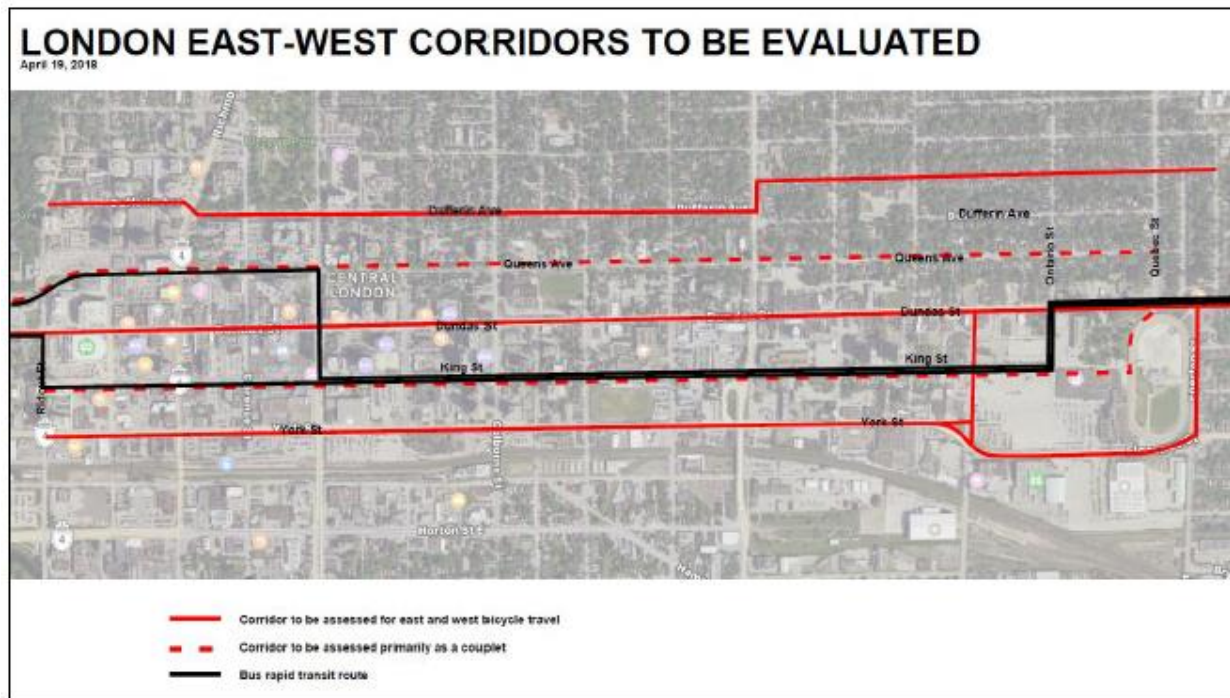 LONDON EAST-WEST CORRIDORS TO BE EVALUATED
April 19, 2018
Dufferin Ave
Dufferin Ave
Ontario St
Quebec St
4
Queens Ave
Queens Ave
CENTRAL
LONDON
Dundas St
Dundas St
King St
King St
York St
York St
Horton St E
4
Corridor to be assessed for east and west bicycle travel
Corridor to be assessed primarily as a couplet
Bus rapid transit route